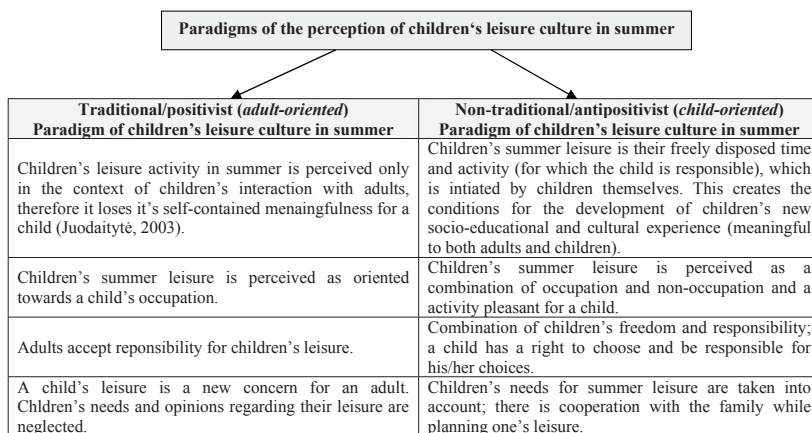 Paradigms of the perception of children‘s leisure culture in summer
Traditional/positivist (adult-oriented)
Paradigm of children’s leisure culture in summer
Non-traditional/antipositivist (child-oriented)
Paradigm of children’s leisure culture in summer
Children’s leisure activity in summer is perceived only
in the context of children’s interaction with adults,
therefore it loses it’s self-contained menaingfulness for a
child (Juodaitytė, 2003).
Children’s summer leisure is their freely disposed time
and activity (for which the child is responsible), which
is intiated by children themselves. This creates the
conditions for the development of children’s new
socio-educational and cultural experience (meaningful
to both adults and children).
Children’s summer leisure is perceived as oriented
towards a child’s occupation.
Children’s summer leisure is perceived as a
combination of occupation and non-occupation and a
activity pleasant for a child.
Adults accept reponsibility for children’s leisure.
Combination of children’s freedom and responsibility;
a child has a right to choose and be responsible for
his/her choices.
A child’s leisure is a new concern for an adult.
Chldren’s needs and opinions regarding their leisure are
neglected.
Children’s needs for summer leisure are taken into
account; there is cooperation with the family while
planning one’s leisure.